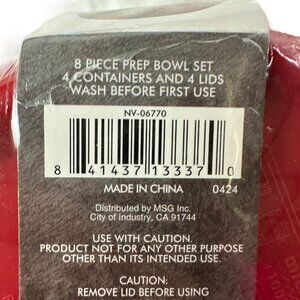 8 PIECE PREP BOWL SET
4 CONTAINERS AND 4 LIDS
WASH BEFORE FIRST USE
NV-06770
8 41437 13337 0
MADE IN CHINA 0424
Distributed by MSG Inc.
City of Industry, CA 91744
USE WITH CAUTION.
PRODUCT NOT FOR ANY OTHER PURPOSE
OTHER THAN ITS INTENDED USE.
CAUTION:
REMOVE LID BEFORE USING